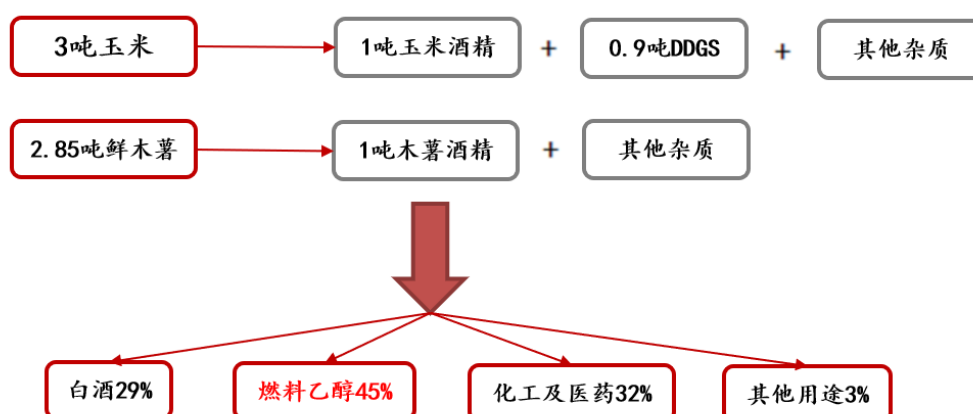 3吨玉米
1吨玉米酒精 + 0.9吨DDGS + 其他杂质
2.85吨鲜木薯
1吨木薯酒精 + 其他杂质
白酒29%
燃料乙醇45%
化工及医药32%
其他用途3%